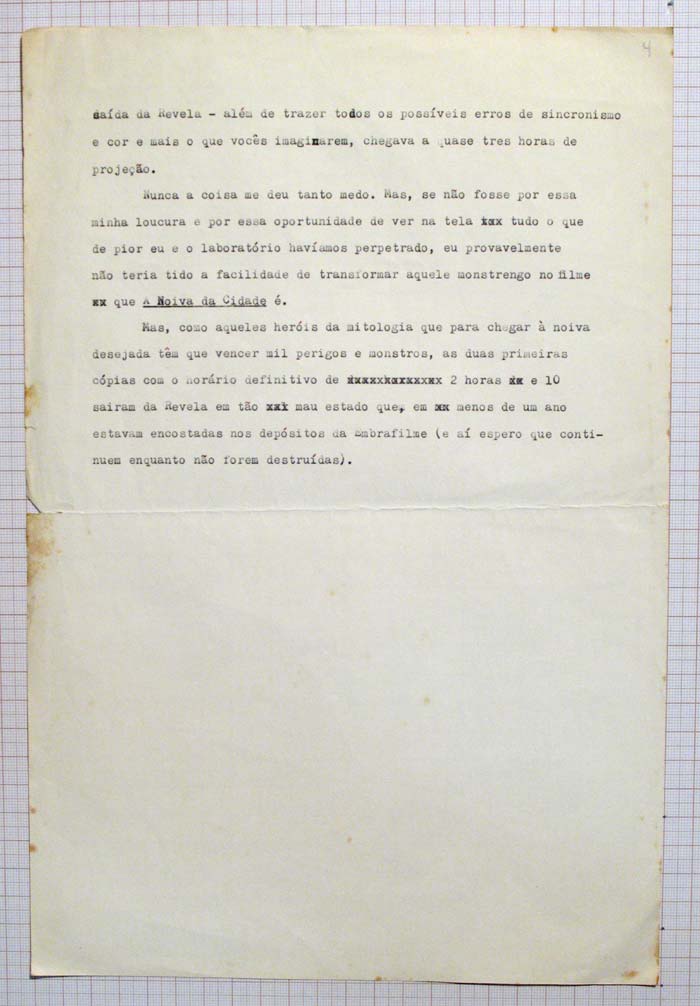 4
saída da Revela - além de trazer todos os possíveis erros de sincronismo
e cor e mais o que vocês imaginarem, chegava a quase tres horas de
projeção.
Nunca a coisa me deu tanto medo. Mas, se não fosse por essa
minha loucura e por essa oportunidade de ver na tela xxx tudo o que
de pior eu e o laboratório havíamos perpetrado, eu provavelmente
não teria tido a facilidade de transformar aquele monstrengo no filme
xx que A Noiva da Cidade é.
Mas, como aqueles heróis da mitologia que para chegar à noiva
desejada têm que vencer mil perigos e monstros, as duas primeiras
cópias com o horário definitivo de xxxxxxxxxxxxx 2 horas xx e 10
sairam da Revela em tão xxx mau estado que, em xx menos de um ano
estavam encostadas nos depósitos da Embrafilme (e aí espero que conti-
nuem enquanto não forem destruídas).